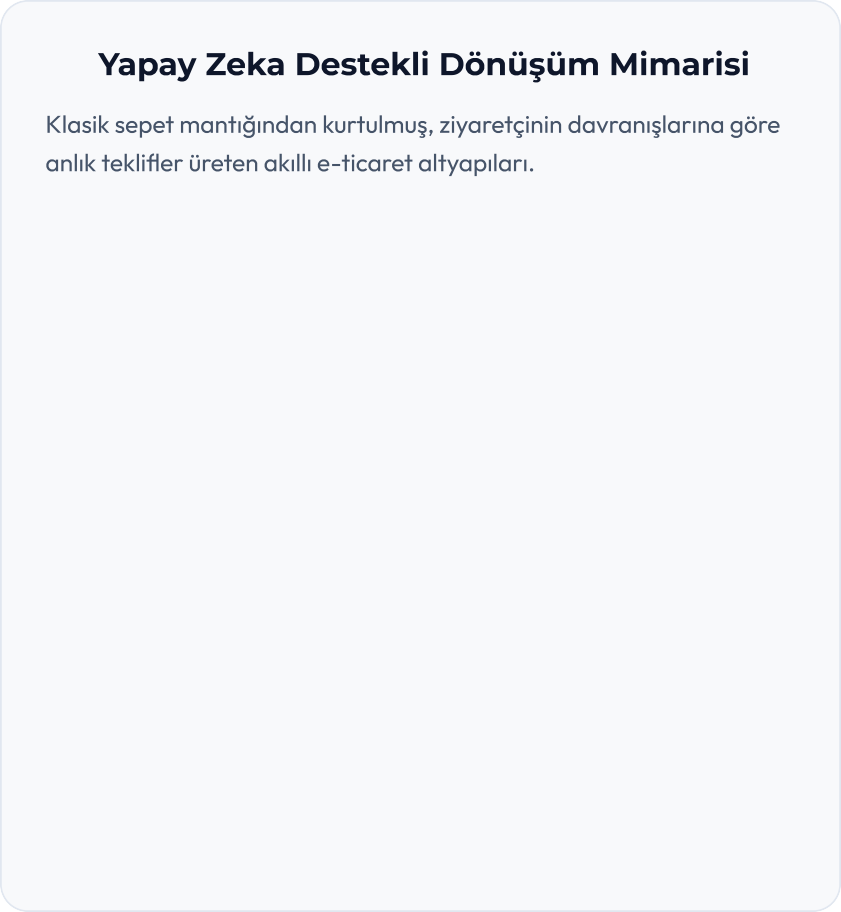 Yapay Zeka Destekli Dönüşüm Mimarisi
Klasik sepet mantığından kurtulmuş, ziyaretçinin davranışlarına göre
anlık teklifler üreten akıllı e-ticaret altyapıları.